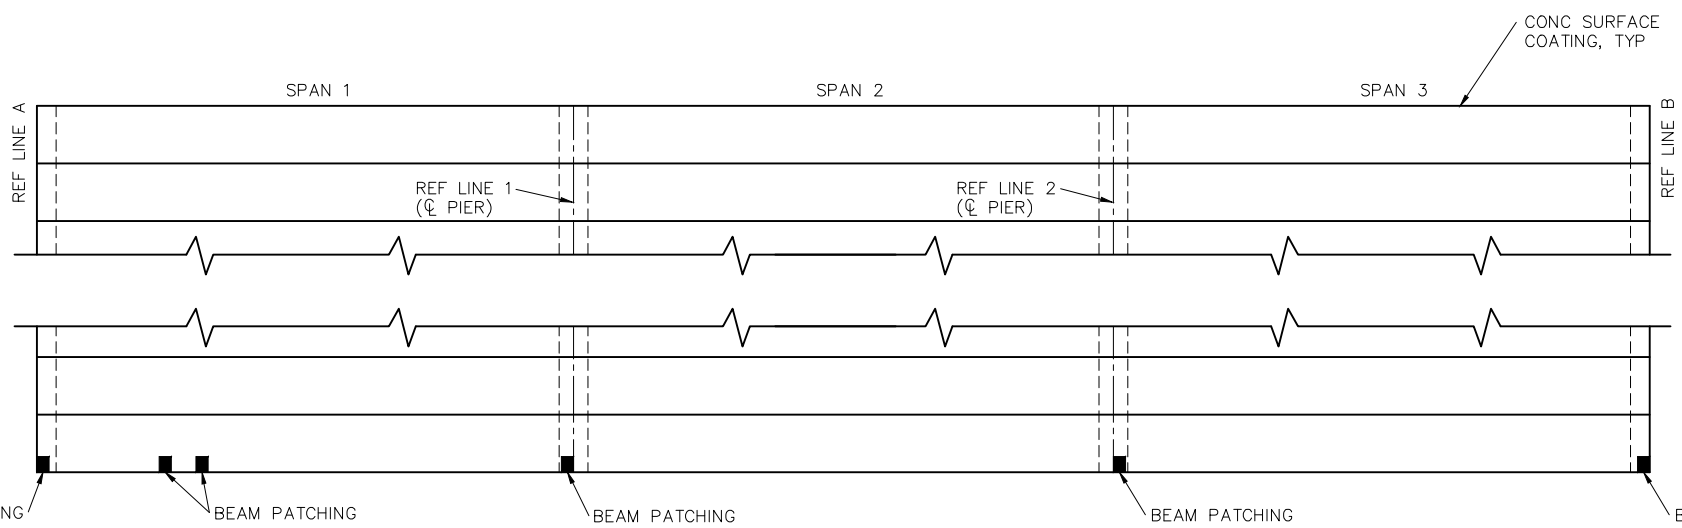 CONC SURFACE
COATING, TYP
SPAN 1
SPAN 2
SPAN 3
REF LINE A
REF LINE B
REF LINE 1
(℄ PIER)
REF LINE 2
(℄ PIER)
NG
BEAM PATCHING
BEAM PATCHING
BEAM PATCHING
B